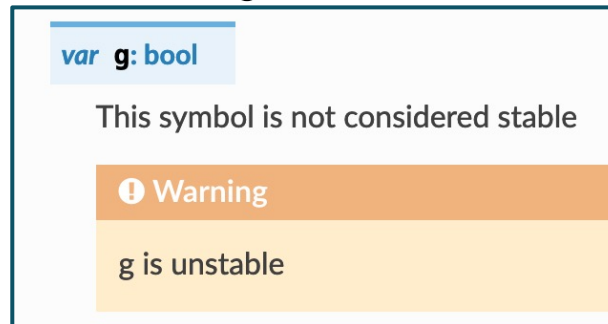 var g: bool
This symbol is not considered stable
Warning
g is unstable